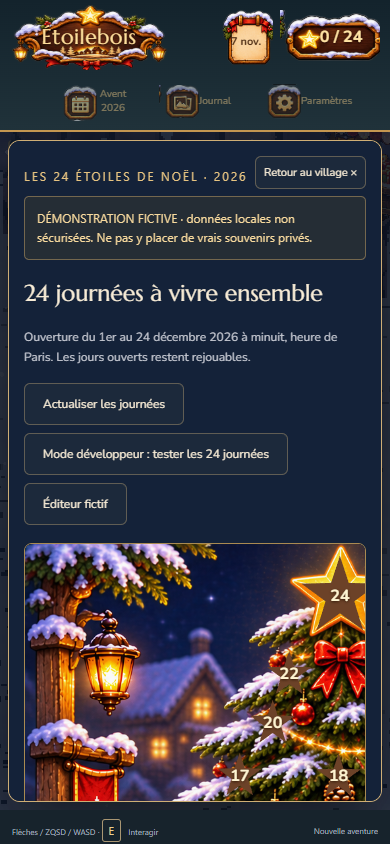 Étoilebois
7 nov.
0 / 24
Avent
2026
Journal
Paramètres
LES 24 ÉTOILES DE NOËL · 2026
Retour au village ×
DÉMONSTRATION FICTIVE · données locales non
sécurisées. Ne pas y placer de vrais souvenirs privés.
24 journées à vivre ensemble
Ouverture du 1er au 24 décembre 2026 à minuit, heure de
Paris. Les jours ouverts restent rejouables.
Actualiser les journées
Mode développeur : tester les 24 journées
Éditeur fictif
24
22
20
17
18
Flèches / ZQSD / WASD · E Interagir
Nouvelle aventure